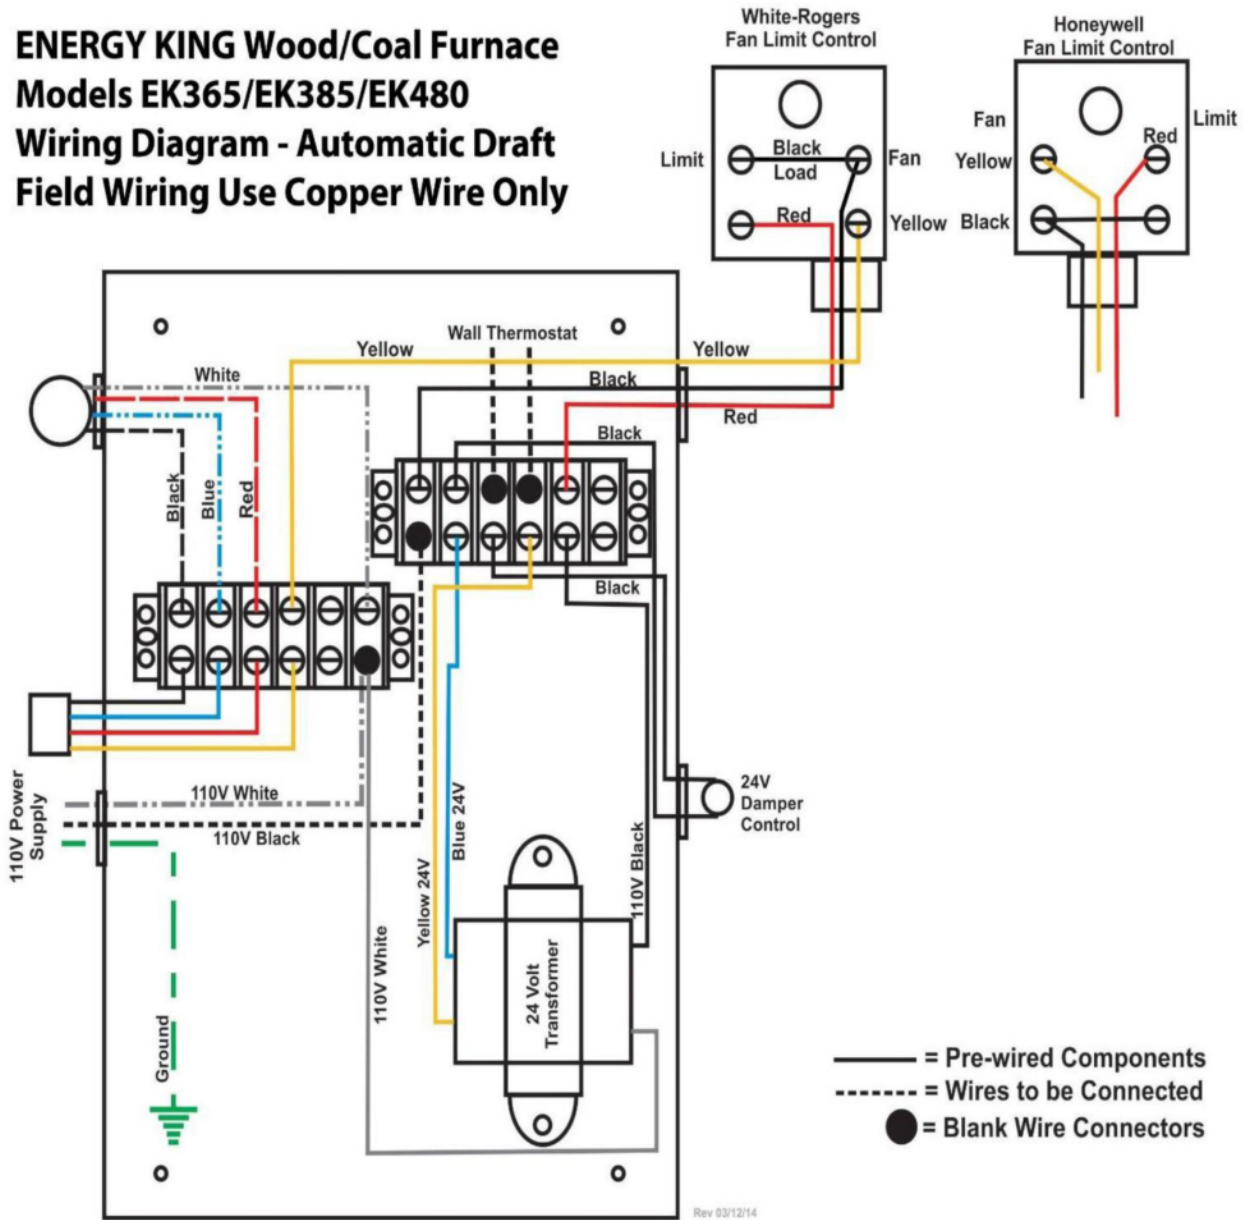 ENERGY KING Wood/Coal Furnace
Models EK365/EK385/EK480
Wiring Diagram - Automatic Draft
Field Wiring Use Copper Wire Only
White-Rogers
Fan Limit Control
Limit
Black
Load
Fan
Red
Yellow
Honeywell
Fan Limit Control
Fan
Limit
Red
Yellow
Black
Wall Thermostat
Yellow
Yellow
White
Black
Red
Black
Black
Blue
Red
Black
110V White
110V Black
110V Power
Supply
Blue 24V
Yellow 24V
110V Black
110V White
24V
Damper
Control
24 Volt
Transformer
Ground
= Pre-wired Components
= Wires to be Connected
= Blank Wire Connectors
Rev 03/12/14